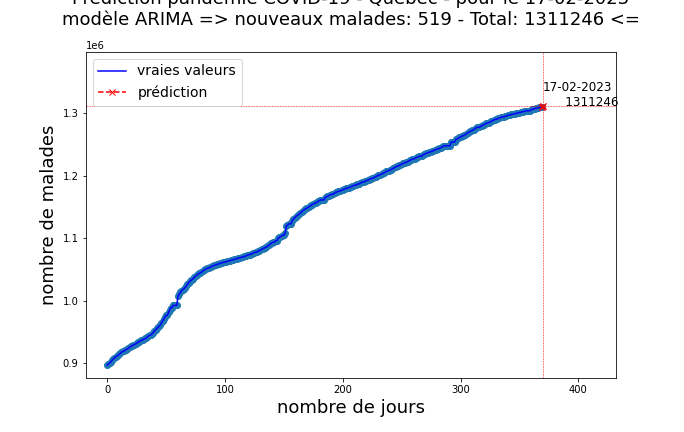 Prédiction pandémie COVID-19 - Québec - pour le 17-02-2023
modèle ARIMA => nouveaux malades: 519 - Total: 1311246 <=
1e6
vraies valeurs
prédiction
17-02-2023
1311246
1.3
1.2
1.1
1.0
0.9
nombre de malades
0 100 200 300 400
nombre de jours